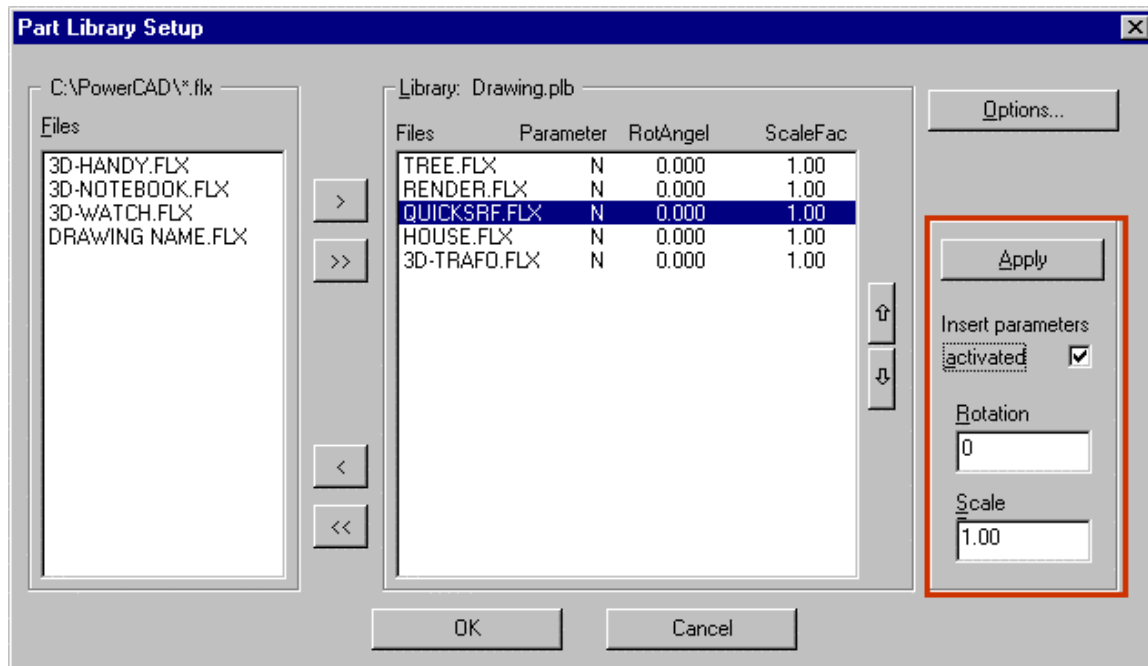 Part Library Setup
C:\PowerCAD\*.flx
Files
3D-HANDY.FLX
3D-NOTEBOOK.FLX
3D-WATCH.FLX
DRAWING NAME.FLX
>
>>
<
<<
Library: Drawing.plb
Files Parameter RotAngel ScaleFac
TREE.FLX N 0.000 1.00
RENDER.FLX N 0.000 1.00
QUICKSRF.FLX N 0.000 1.00
HOUSE.FLX N 0.000 1.00
3D-TRAFO.FLX N 0.000 1.00
Options...
Apply
Insert parameters
activated
Rotation
0
Scale
1.00
OK
Cancel